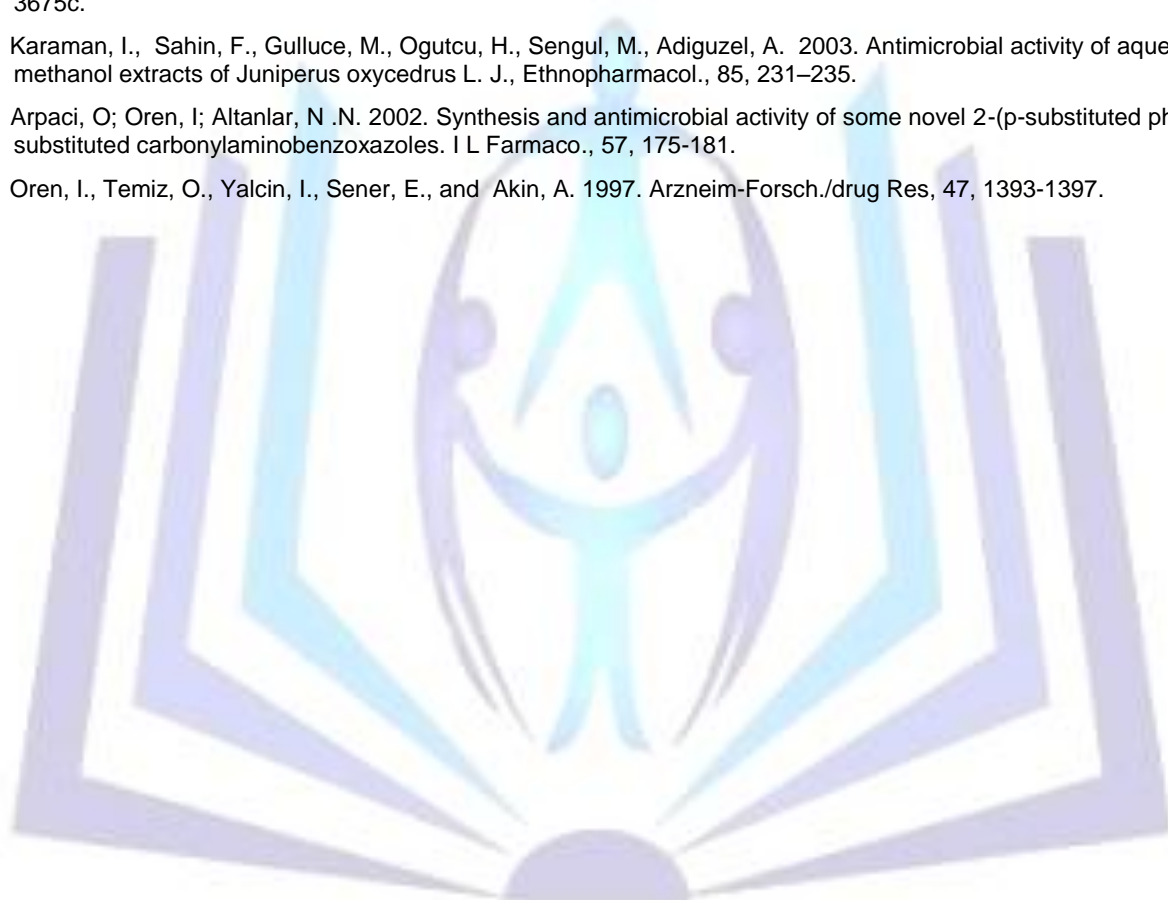 3675c.
Karaman, I., Sahin, F., Gulluce, M., Ogutcu, H., Sengul, M., Adiguzel, A. 2003. Antimicrobial activity of aque
methanol extracts of Juniperus oxycedrus L. J., Ethnopharmacol., 85, 231–235.
Arpaci, O; Oren, I; Altanlar, N .N. 2002. Synthesis and antimicrobial activity of some novel 2-(p-substituted ph
substituted carbonylaminobenzoxazoles. I L Farmaco., 57, 175-181.
Oren, I., Temiz, O., Yalcin, I., Sener, E., and Akin, A. 1997. Arzneim-Forsch./drug Res, 47, 1393-1397.